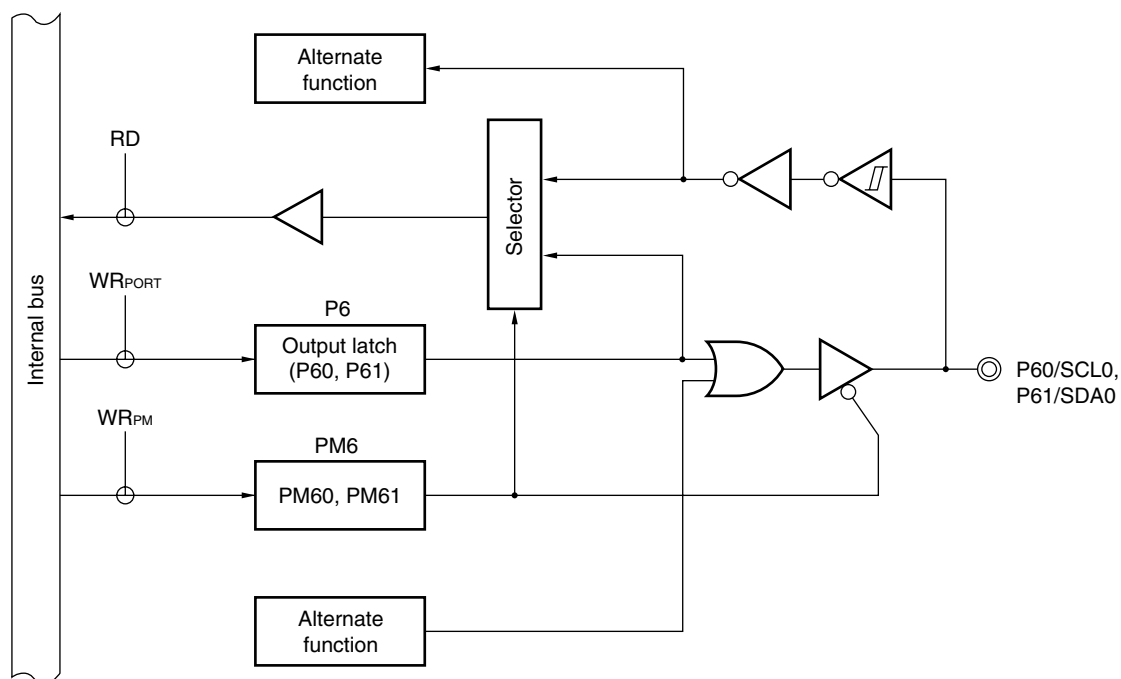 Alternate
function
RD
Selector
WRPORT
P6
Internal bus
Output latch
(P60, P61)
P60/SCL0,
P61/SDA0
WRPM
PM6
PM60, PM61
Alternate
function